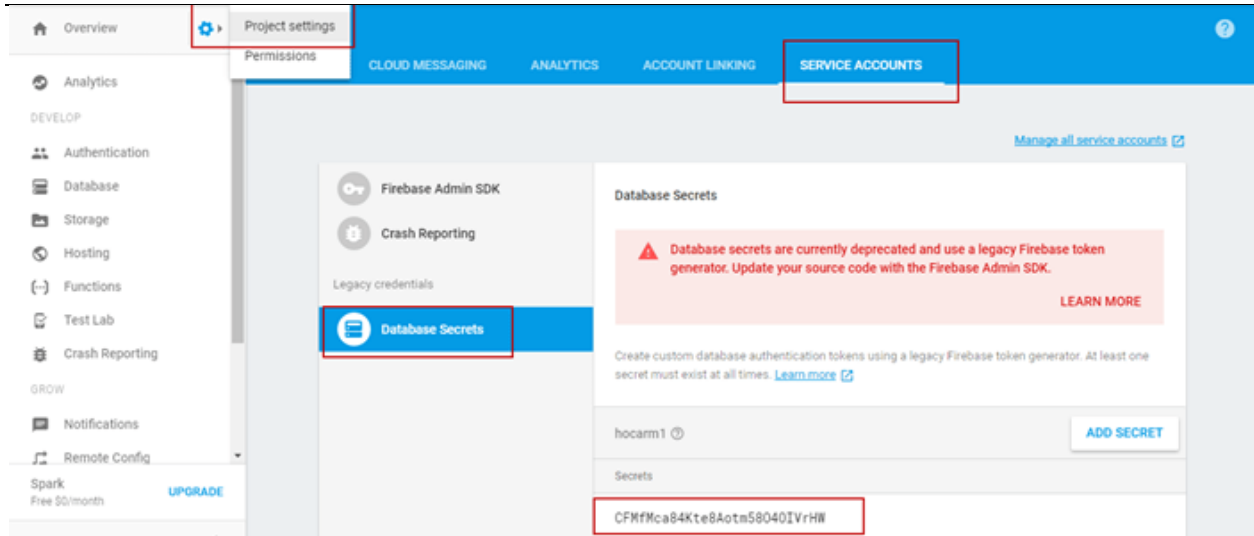 Overview
Project settings
Permissions
CLOUD MESSAGING
ANALYTICS
ACCOUNT LINKING
SERVICE ACCOUNTS
Analytics
DEVELOP
Authentication
Database
Storage
Hosting
Functions
Test Lab
Crash Reporting
GROW
Notifications
Remote Config
Spark
Free $0/month
UPGRADE
Manage all service accounts
Firebase Admin SDK
Crash Reporting
Legacy credentials
Database Secrets
Database Secrets
Database secrets are currently deprecated and use a legacy Firebase token
generator. Update your source code with the Firebase Admin SDK.
LEARN MORE
Create custom database authentication tokens using a legacy Firebase token generator. At least one
secret must exist at all times. Learn more
hocarm1
ADD SECRET
Secrets
CFMfMca84Kte8Aotm58O4OIVrHW